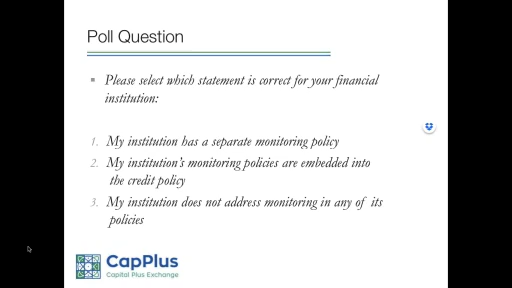 Poll Question
Please select which statement is correct for your financial
institution:
1. My institution has a separate monitoring policy
2. My institution's monitoring policies are embedded into
the credit policy
3. My institution does not address monitoring in any of its
policies
CapPlus
Capital Plus Exchange